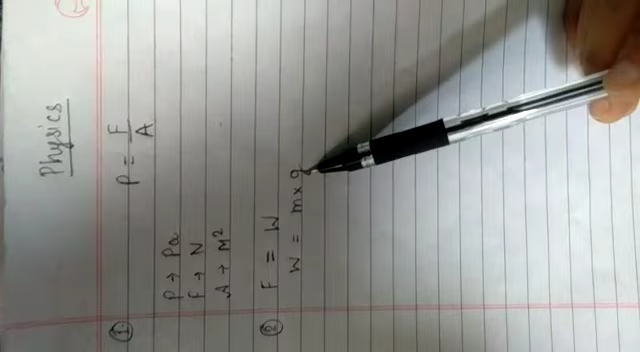 Physics
① P = F/A
P → Pa
F → N
A → M²
② F = W
W = m × g